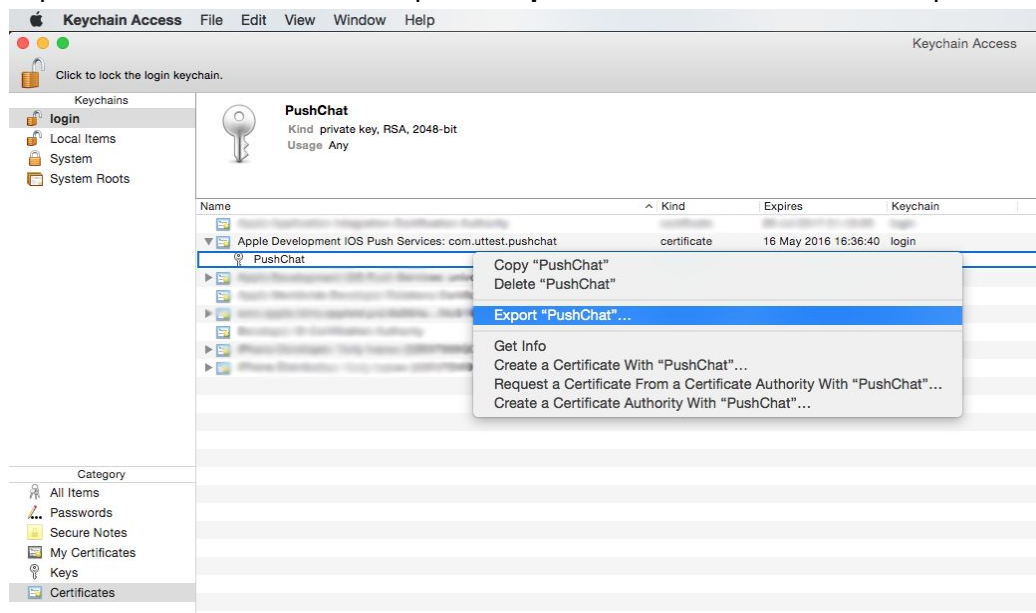 Keychain Access File Edit View Window Help
Keychain Access
Click to lock the login keychain.
Keychains
login
Local Items
System
System Roots
PushChat
Kind private key, RSA, 2048-bit
Usage Any
Name Kind Expires Keychain
Apple Development IOS Push Services: com.uttest.pushchat certificate 16 May 2016 16:36:40 login
PushChat
Copy “PushChat”
Delete “PushChat”
Export “PushChat”...
Get Info
Create a Certificate With “PushChat”...
Request a Certificate From a Certificate Authority With “PushChat”...
Create a Certificate Authority With “PushChat”...
Category
All Items
Passwords
Secure Notes
My Certificates
Keys
Certificates